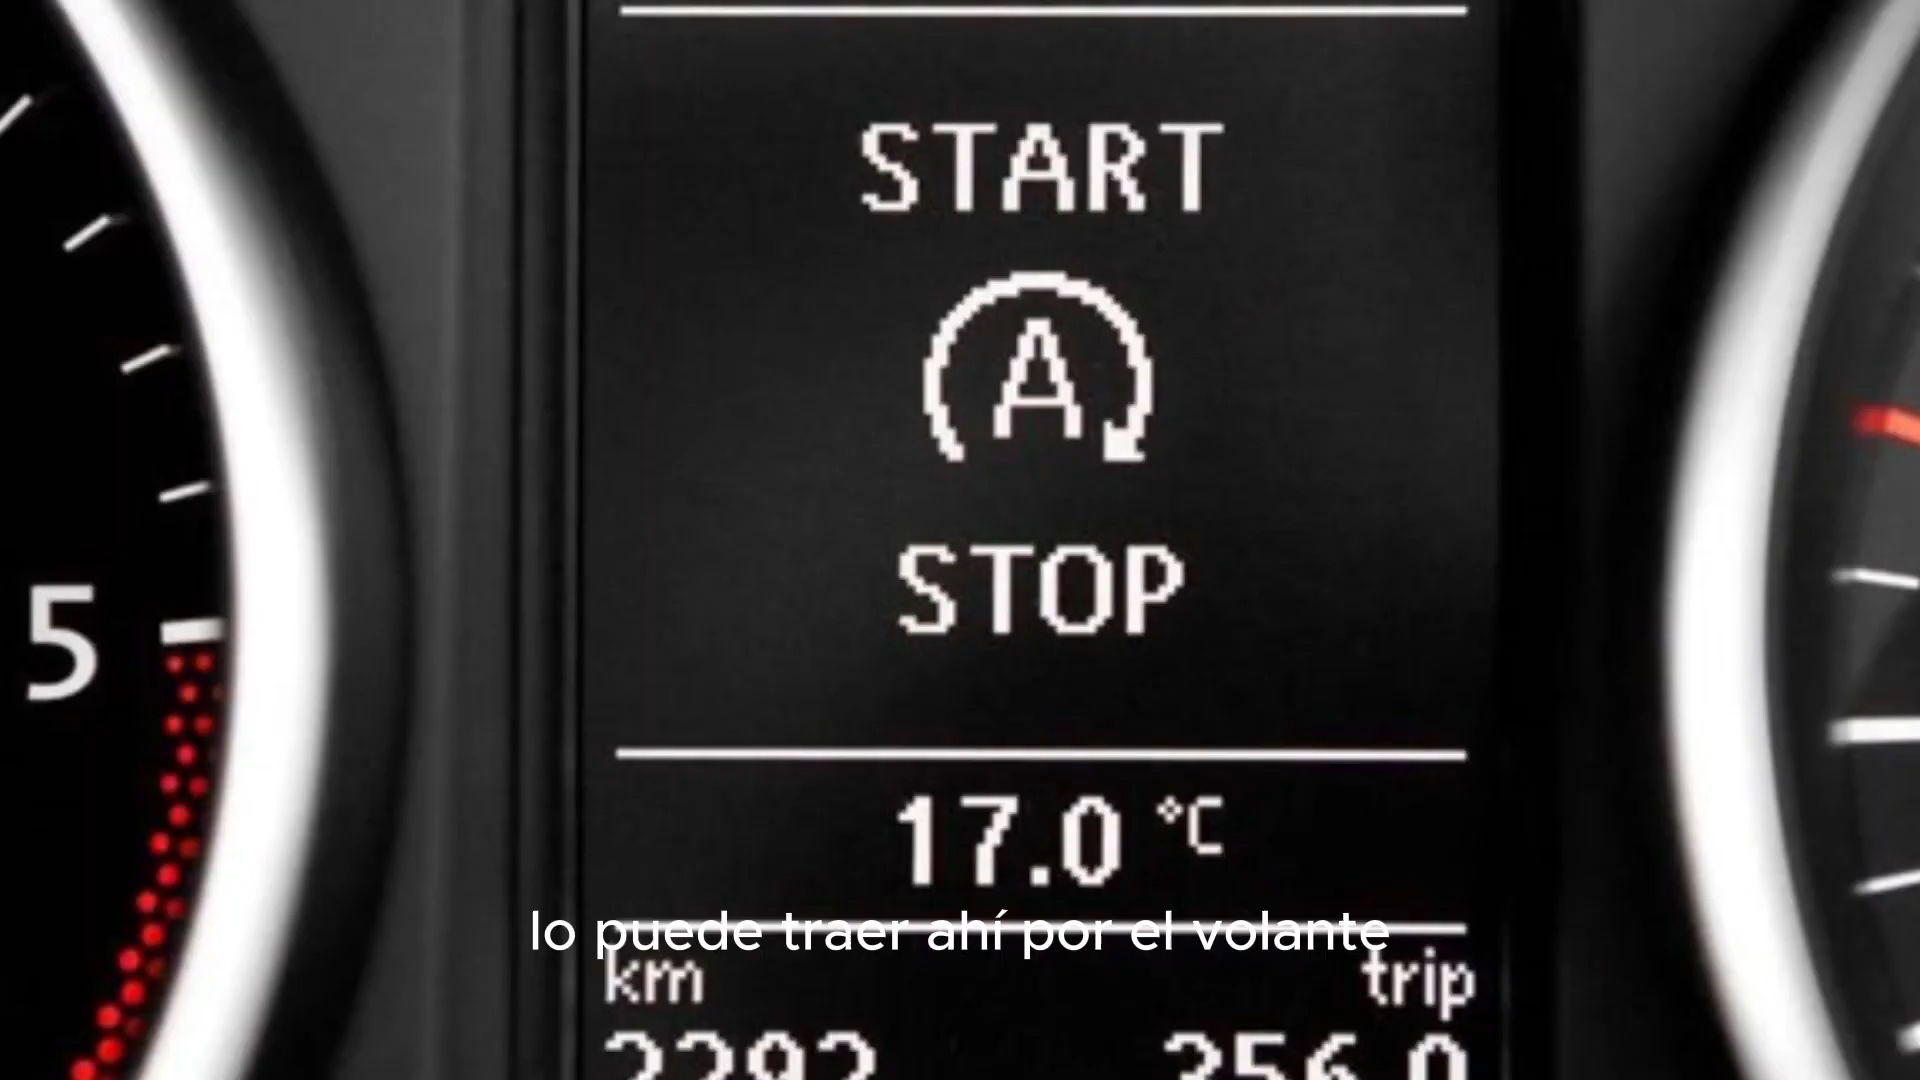 START
A
STOP
5
17.0 °C
lo puede traer ahí por el volante
km
trip